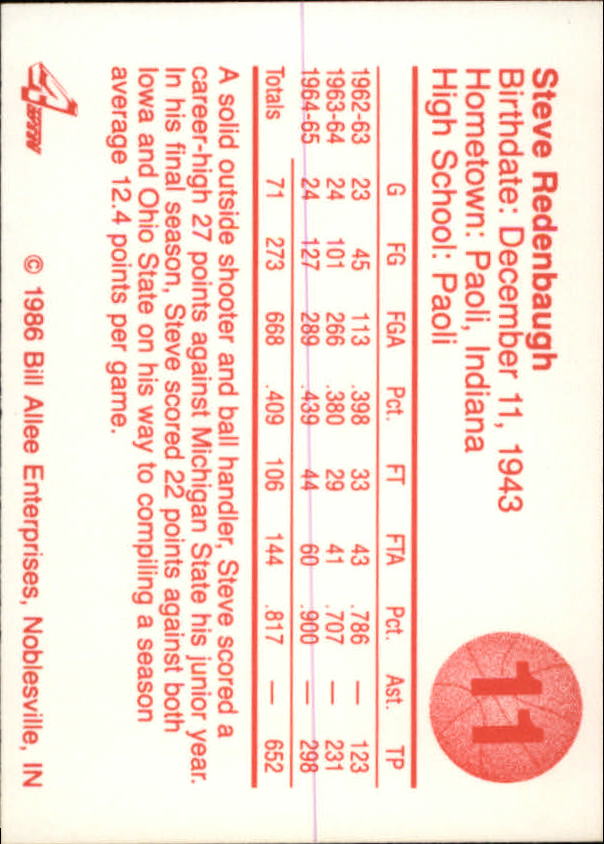 Steve Redenbaugh
Birthdate: December 11, 1943
Hometown: Paoli, Indiana
High School: Paoli
11
G FG FGA Pct. FT FTA Pct. Ast. TP
1962-63 23 45 113 .398 33 43 .786 — 123
1963-64 24 101 266 .380 29 41 .707 — 231
1964-65 24 127 289 .439 44 60 .900 — 298
Totals 71 273 668 .409 106 144 .817 — 652
A solid outside shooter and ball handler, Steve scored a
career-high 27 points against Michigan State his junior year.
In his final season, Steve scored 22 points against both
Iowa and Ohio State on his way to compiling a season
average 12.4 points per game.
© 1986 Bill Allee Enterprises, Noblesville, IN